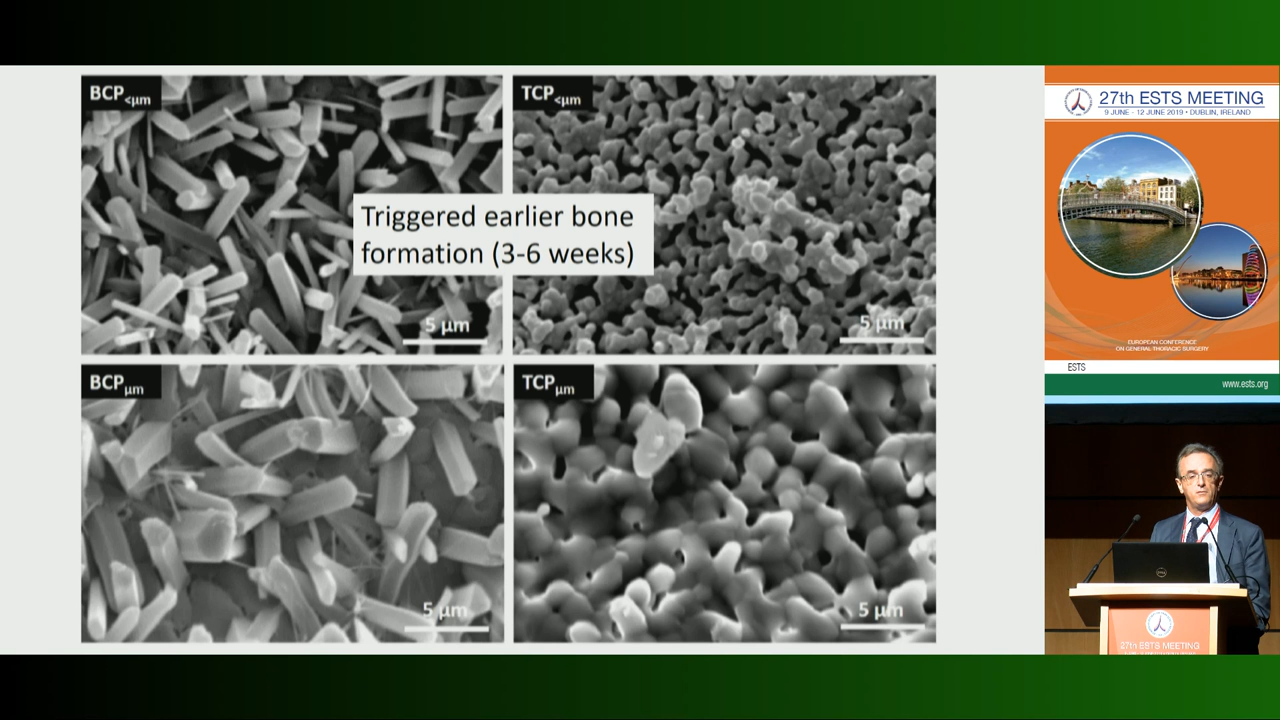 BCP<μm
TCP<μm
Triggered earlier bone
formation (3-6 weeks)
5 μm
5 μm
BCPμm
TCPμm
5 μm
5 μm
27th ESTS MEETING
9 JUNE - 12 JUNE 2019 • DUBLIN, IRELAND
EUROPEAN CONFERENCE
ON GENERAL THORACIC SURGERY
ESTS
www.ests.org
DELL
27th ESTS MEETING